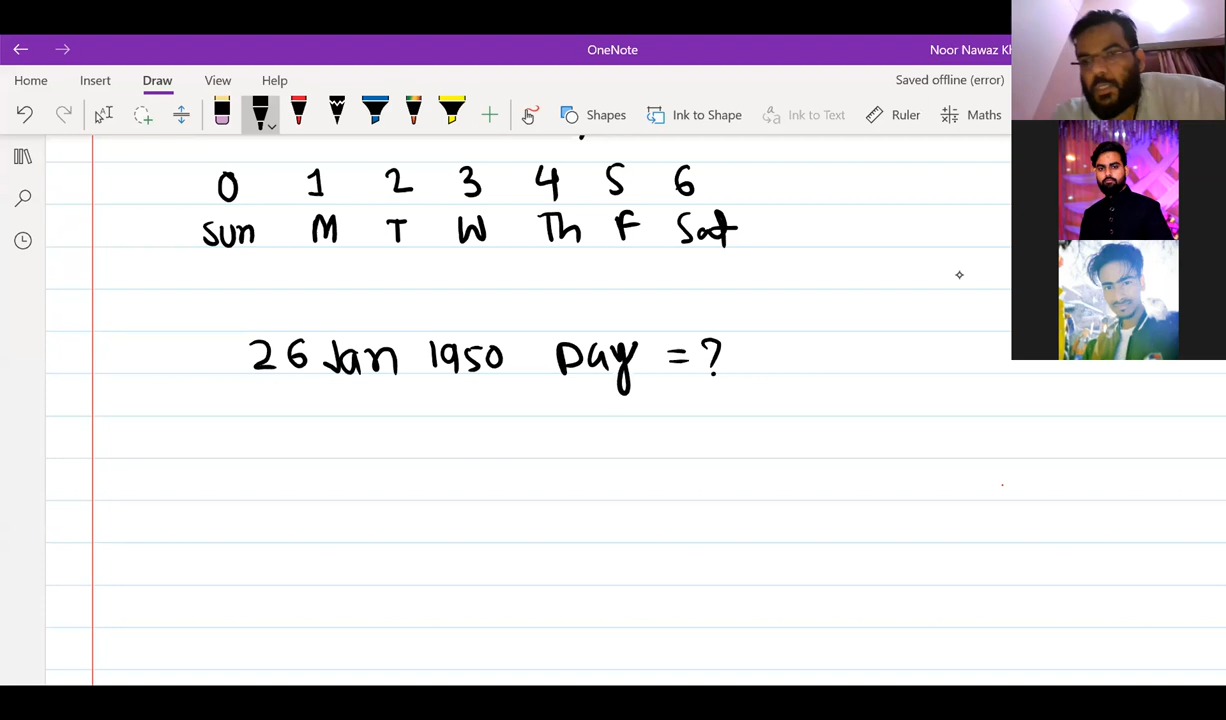 OneNote
Noor Nawaz Kh
Home Insert Draw View Help
Saved offline (error)
Shapes Ink to Shape Ink to Text Ruler Maths
0 1 2 3 4 5 6
Sun M T W Th F Sat
26 Jan 1950 Day = ?